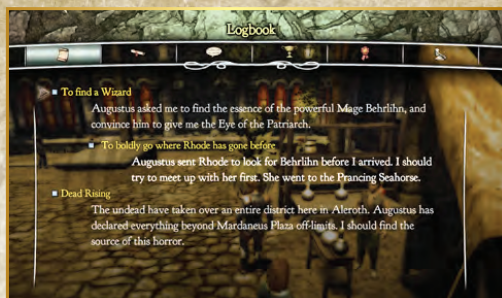 Logbook
To find a Wizard
Augustus asked me to find the essence of the powerful Mage Behrlihn, and
convince him to give me the Eye of the Patriarch.
To boldly go where Rhode has gone before
Augustus sent Rhode to look for Behrlihn before I arrived. I should
try to meet up with her first. She went to the Prancing Seahorse.
Dead Rising
The undead have taken over an entire district here in Aleroth. Augustus has
declared everything beyond Mardaneus Plaza off-limits. I should find the
source of this horror.